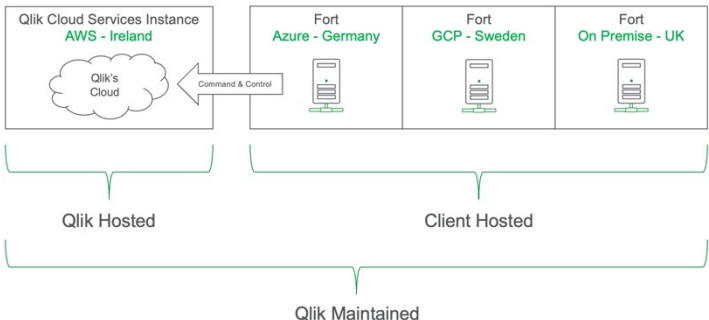 Qlik Cloud Services Instance
AWS - Ireland
Qlik's
Cloud
Command & Control
Fort
Azure - Germany
Fort
GCP - Sweden
Fort
On Premise - UK
Qlik Hosted
Client Hosted
Qlik Maintained